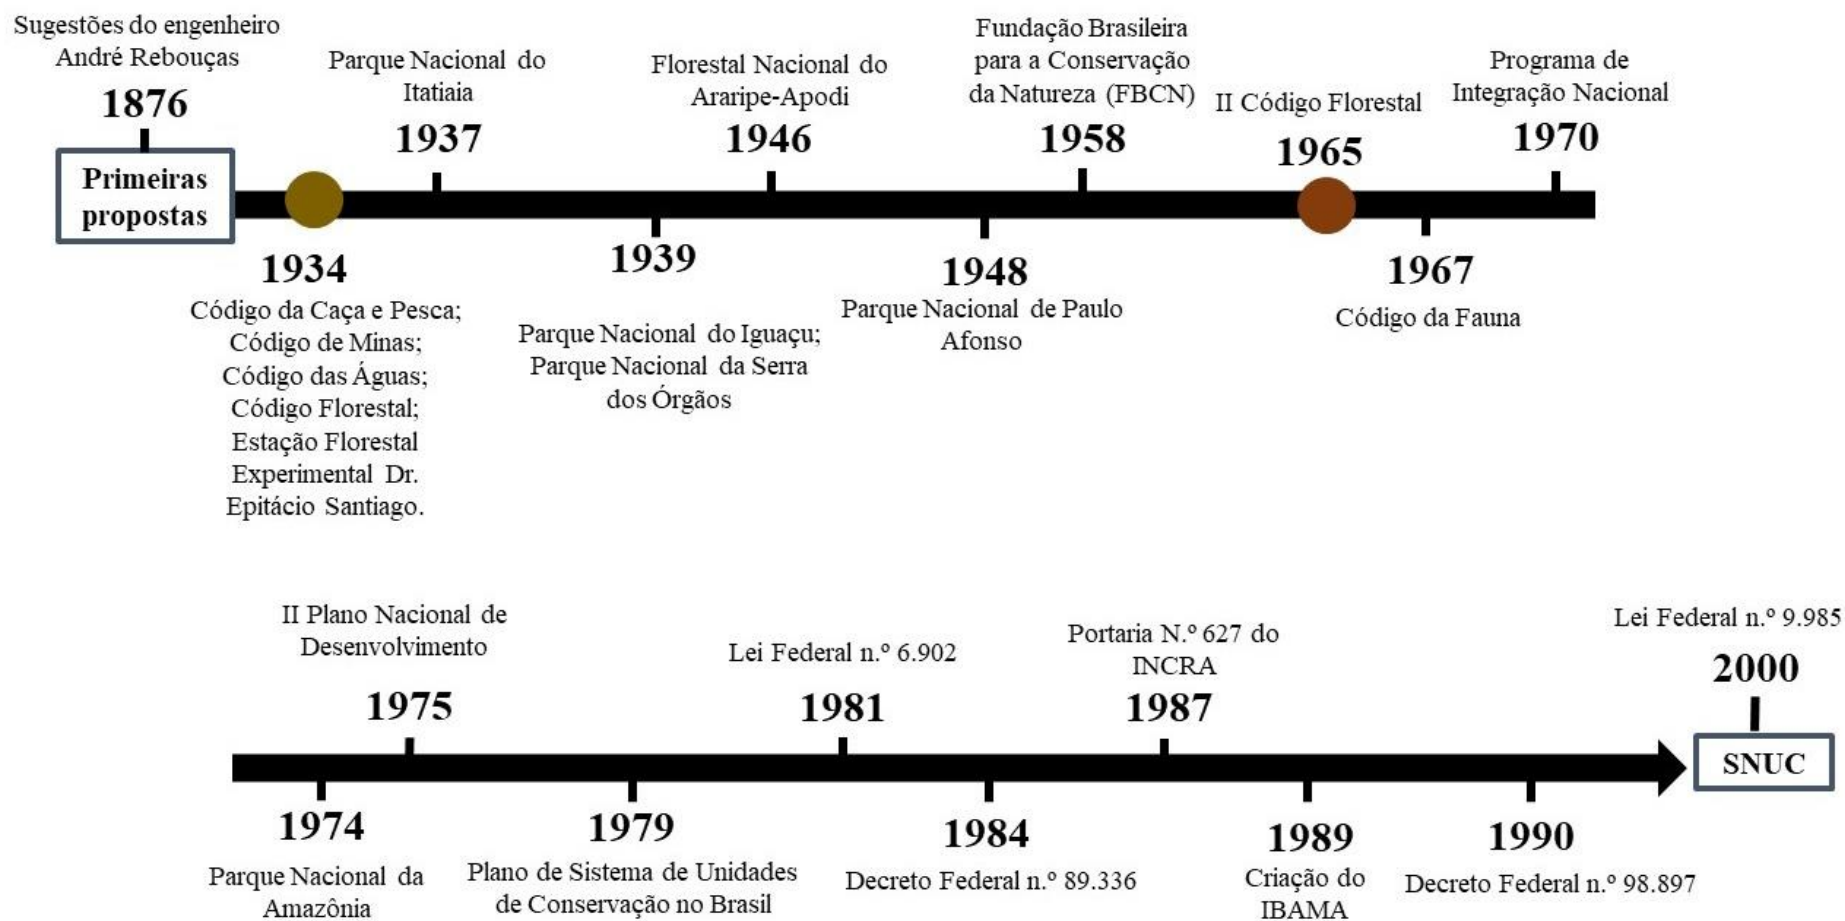 Sugestões do engenheiro
André Rebouças
1876
Primeiras
propostas
1934
Código da Caça e Pesca;
Código de Minas;
Código das Águas;
Código Florestal;
Estação Florestal
Experimental Dr.
Epitácio Santiago.
Parque Nacional do
Itatiaia
1937
1939
Parque Nacional do Iguaçu;
Parque Nacional da Serra
dos Órgãos
Florestal Nacional do
Araripe-Apodi
1946
1948
Parque Nacional de Paulo
Afonso
Fundação Brasileira
para a Conservação
da Natureza (FBCN)
1958
II Código Florestal
1965
1967
Código da Fauna
Programa de
Integração Nacional
1970
1974
Parque Nacional da
Amazônia
II Plano Nacional de
Desenvolvimento
1975
1979
Plano de Sistema de Unidades
de Conservação no Brasil
Lei Federal n.º 6.902
1981
1984
Decreto Federal n.º 89.336
Portaria N.º 627 do
INCRA
1987
1989
Criação do
IBAMA
1990
Decreto Federal n.º 98.897
Lei Federal n.º 9.985
2000
SNUC